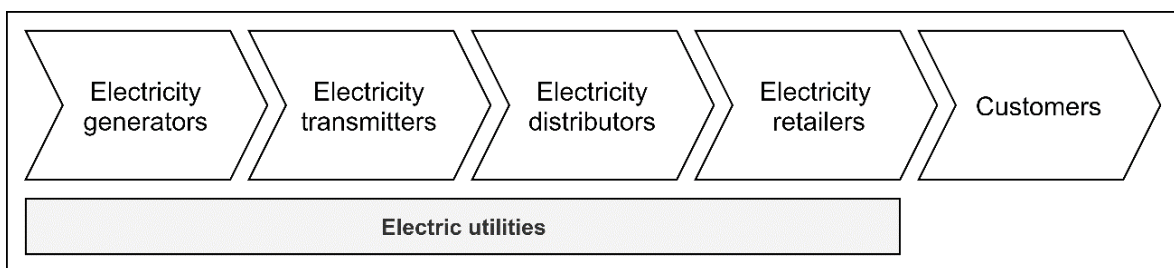 Electricity
generators
Electricity
transmitters
Electricity
distributors
Electricity
retailers
Customers
Electric utilities